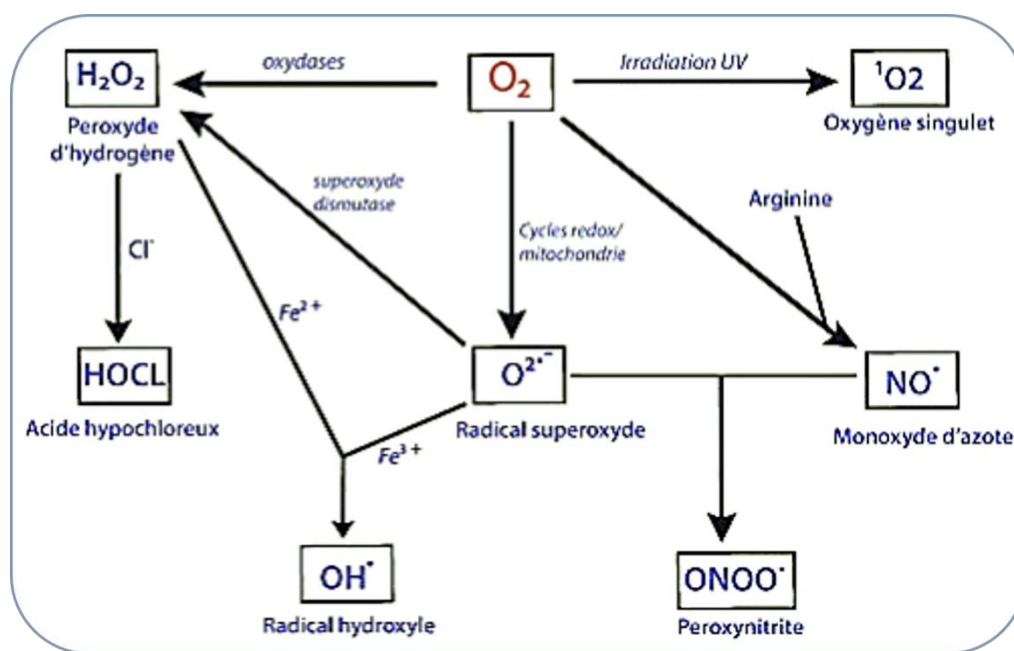 H₂O₂
oxydases
O₂
Irradiation UV
¹O2
Peroxyde
d'hydrogène
Oxygène singulet
superoxyde
dismutase
Arginine
Cl⁻
Cycles redox/
mitochondrie
Fe²⁺
HOCL
O²•⁻
NO•
Acide hypochloreux
Radical superoxyde
Monoxyde d'azote
Fe³⁺
OH•
ONOO•
Radical hydroxyle
Peroxynitrite